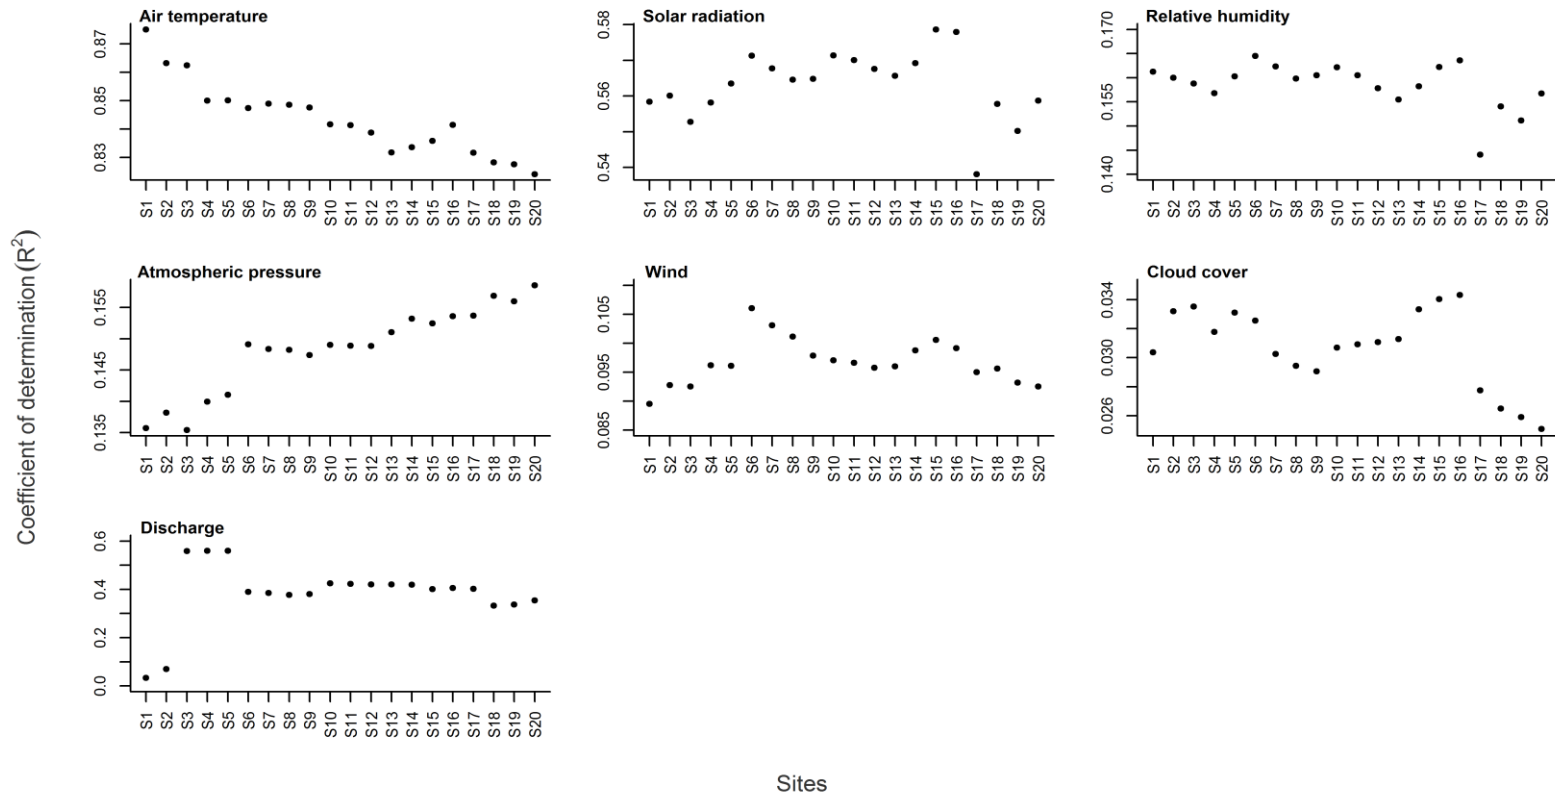 Coefficient of determination (R²)
Air temperature
0.87
0.85
0.83
S1 S2 S3 S4 S5 S6 S7 S8 S9 S10 S11 S12 S13 S14 S15 S16 S17 S18 S19 S20
Solar radiation
0.58
0.56
0.54
S1 S2 S3 S4 S5 S6 S7 S8 S9 S10 S11 S12 S13 S14 S15 S16 S17 S18 S19 S20
Relative humidity
0.170
0.155
0.140
S1 S2 S3 S4 S5 S6 S7 S8 S9 S10 S11 S12 S13 S14 S15 S16 S17 S18 S19 S20
Atmospheric pressure
0.155
0.145
0.135
S1 S2 S3 S4 S5 S6 S7 S8 S9 S10 S11 S12 S13 S14 S15 S16 S17 S18 S19 S20
Wind
0.105
0.095
0.085
S1 S2 S3 S4 S5 S6 S7 S8 S9 S10 S11 S12 S13 S14 S15 S16 S17 S18 S19 S20
Cloud cover
0.034
0.030
0.026
S1 S2 S3 S4 S5 S6 S7 S8 S9 S10 S11 S12 S13 S14 S15 S16 S17 S18 S19 S20
Discharge
0.6
0.4
0.2
0.0
S1 S2 S3 S4 S5 S6 S7 S8 S9 S10 S11 S12 S13 S14 S15 S16 S17 S18 S19 S20
Sites